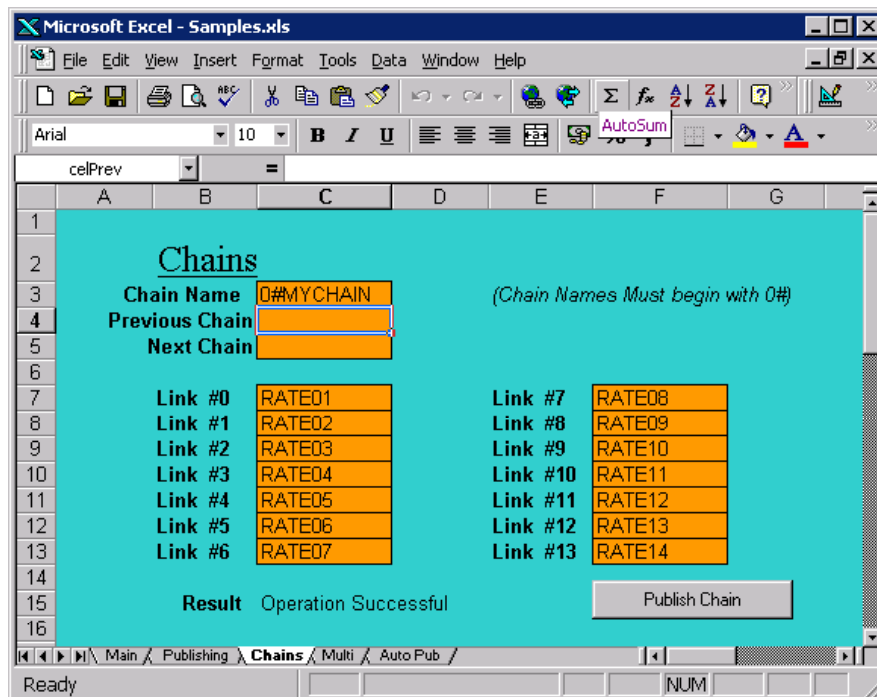 Microsoft Excel - Samples.xls
File Edit View Insert Format Tools Data Window Help
ABC Σ fx A Z Z A ? »
Arial 10 B I U a % , A »
AutoSum
celPrev =
A B C D E F G
1
2 Chains
3 Chain Name 0#MYCHAIN (Chain Names Must begin with 0#)
4 Previous Chain
5 Next Chain
6
7 Link #0 RATE01 Link #7 RATE08
8 Link #1 RATE02 Link #8 RATE09
9 Link #2 RATE03 Link #9 RATE10
10 Link #3 RATE04 Link #10 RATE11
11 Link #4 RATE05 Link #11 RATE12
12 Link #5 RATE06 Link #12 RATE13
13 Link #6 RATE07 Link #13 RATE14
14
15 Result Operation Successful Publish Chain
16
Main Publishing Chains Multi Auto Pub
Ready NUM